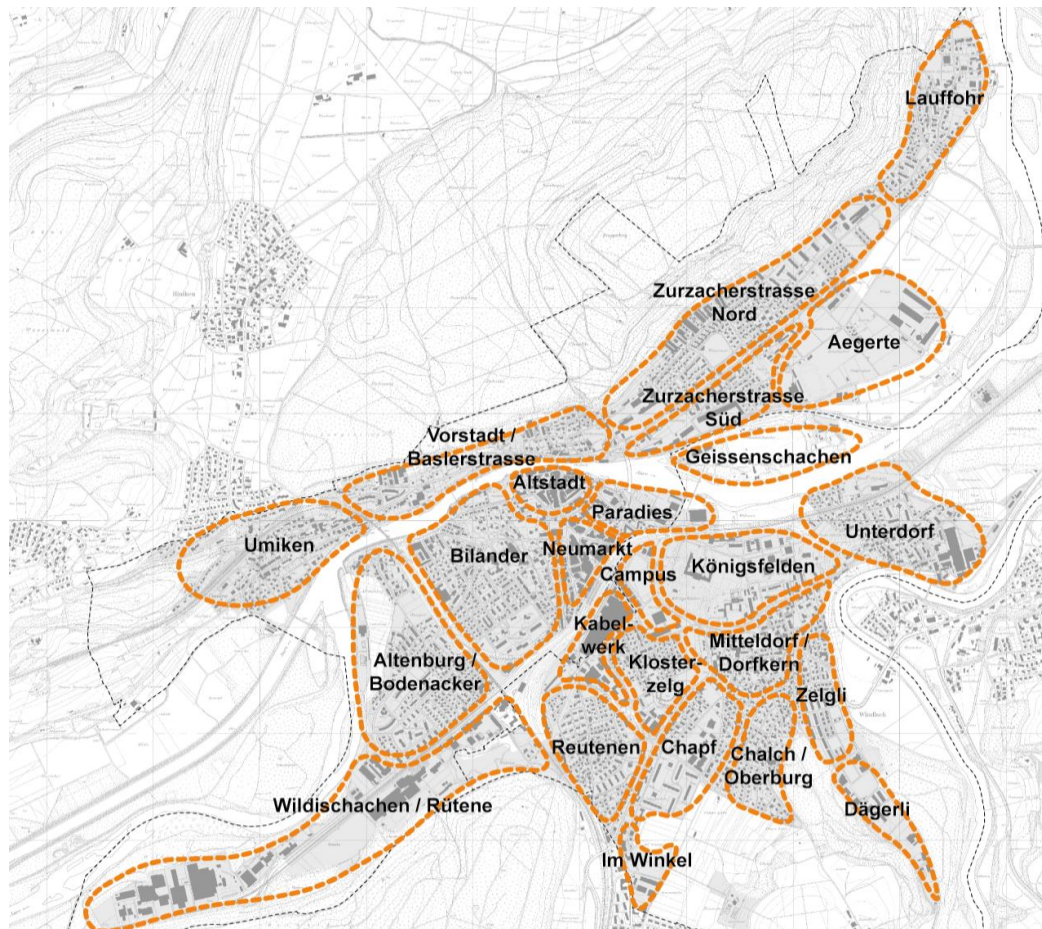 Lauffohr
Zurzacherstrasse
Nord
Aegerte
Zurzacherstrasse
Süd
Vorstadt /
Baslerstrasse
Geissenschachen
Altstadt
Paradies
Umiken
Bilander
Neumarkt
Unterdorf
Campus
Königsfelden
Kabel-
werk
Mitteldorf /
Dorfkern
Altenburg /
Bodenacker
Kloster-
zelg
Zelgli
Windisch
Reutenen
Chapf
Chalch /
Oberburg
Wildischachen / Rütene
Dägerli
Im Winkel